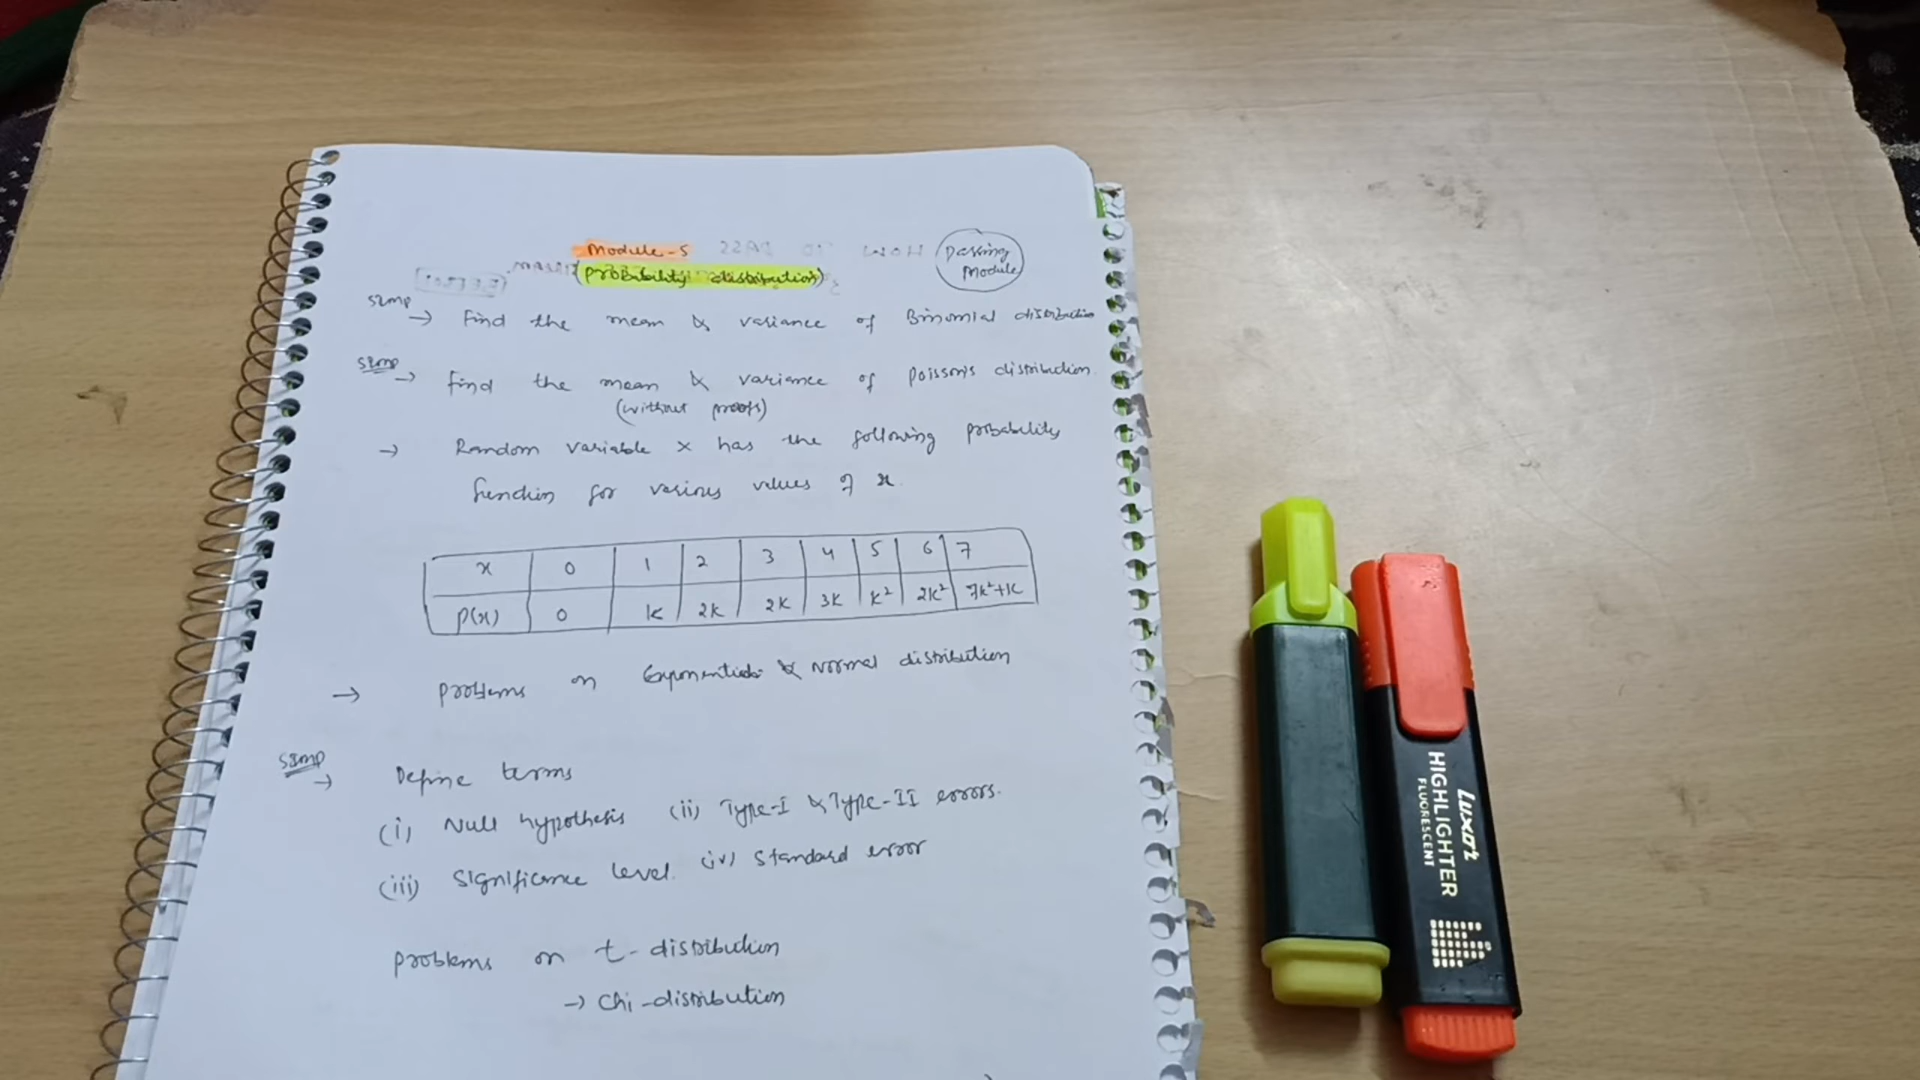 Module-5
Passing Module
(probability distribution)
SIMP → Find the mean & variance of Binomial distribution
SIMP → find the mean & variance of poisson's distribution.
(without proofs)
→ Random variable x has the following probability
function for various values of x.
x 0 1 2 3 4 5 6 7
P(x) 0 K 2K 2K 3K K² 2K² 7K²+K
→ problems on Exponential & Normal distribution
SIMP → Define terms
(i) Null hypothesis (ii) Type-I & Type-II errors.
(iii) Significance level. (iv) Standard error
problems on t-distribution
→ Chi-distribution
Luxor
HIGHLIGHTER
FLUORESCENT